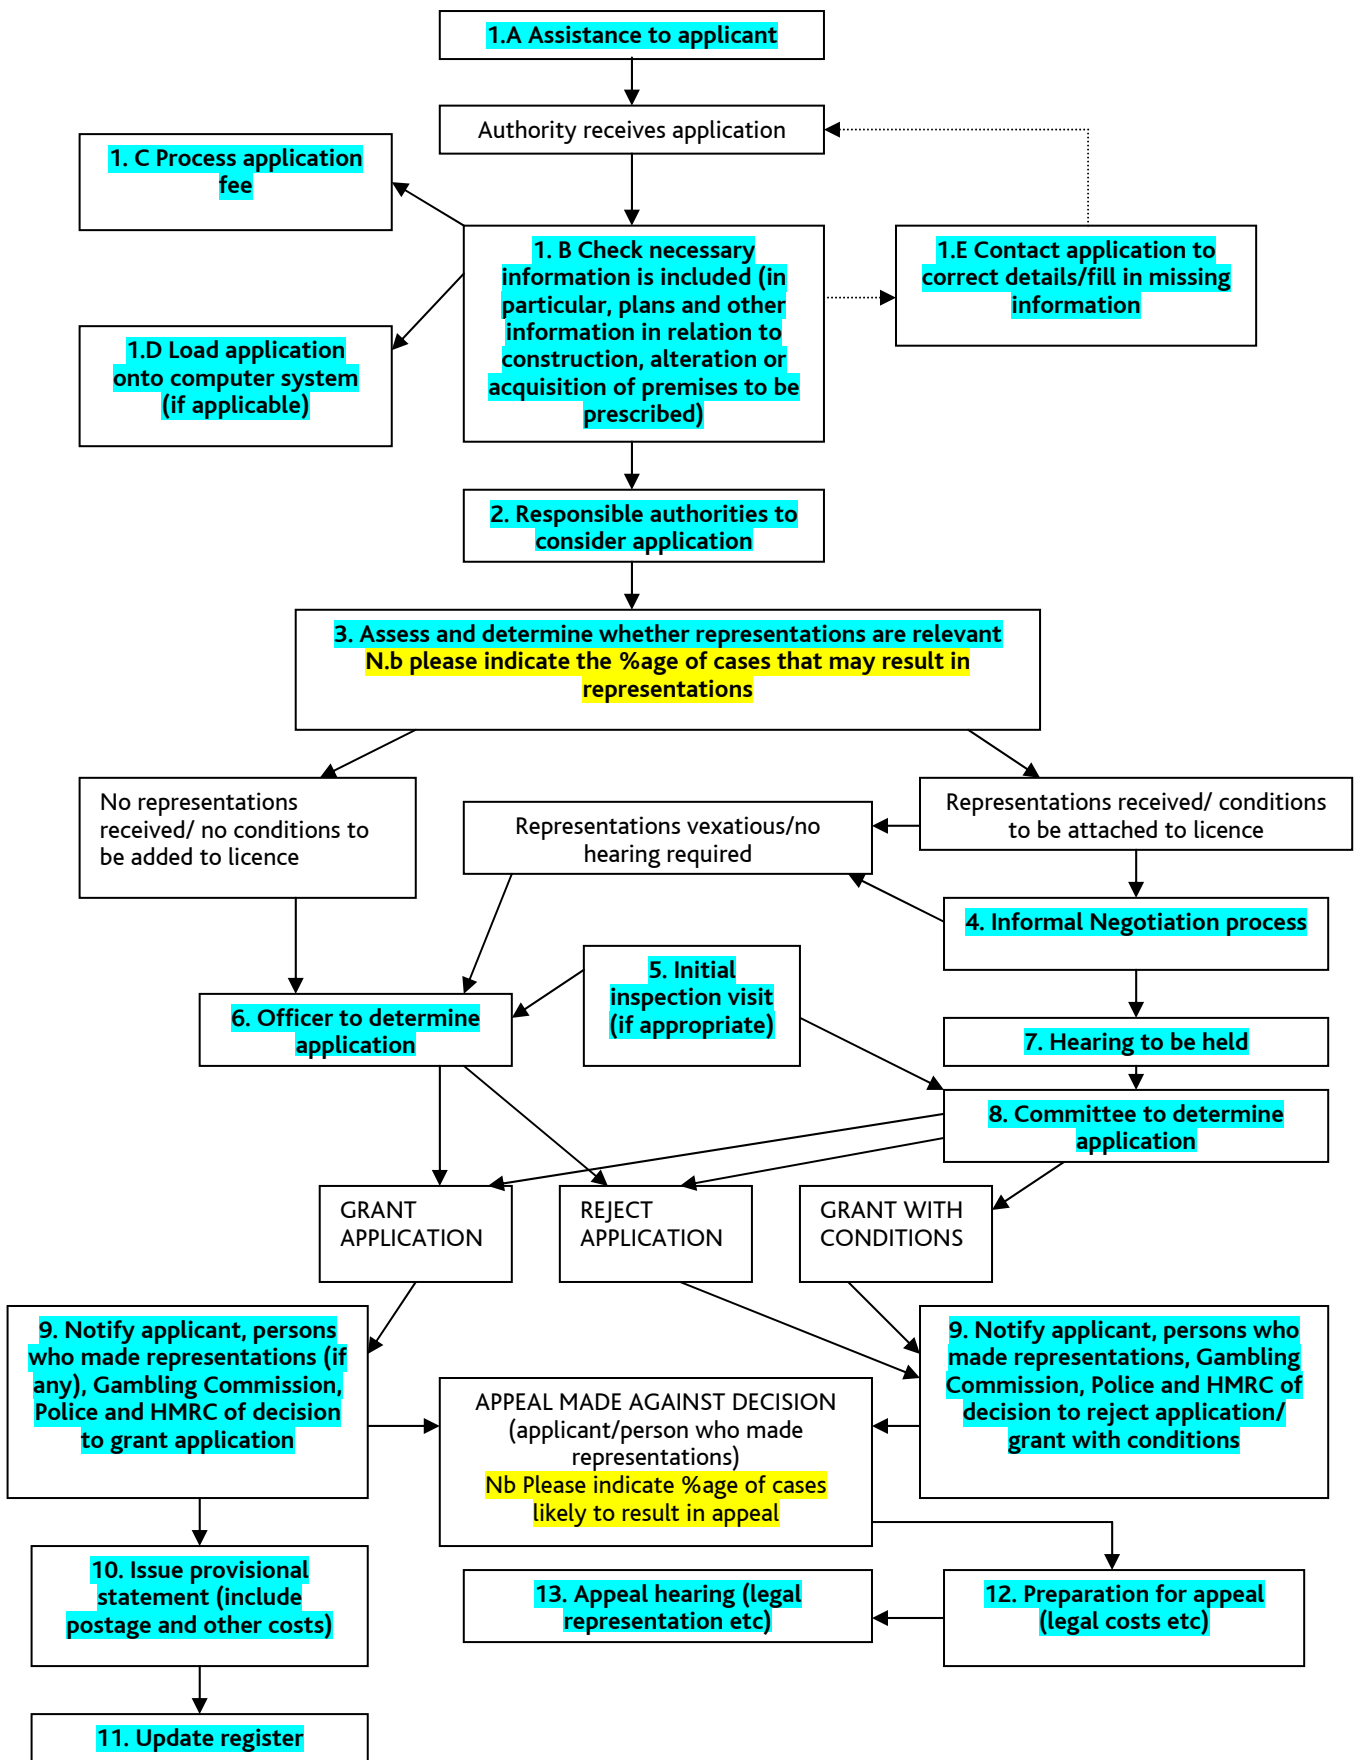 1.A Assistance to applicant
Authority receives application
1. C Process application
fee
1. B Check necessary
information is included (in
particular, plans and other
information in relation to
construction, alteration or
acquisition of premises to be
prescribed)
1.E Contact application to
correct details/fill in missing
information
1.D Load application
onto computer system
(if applicable)
2. Responsible authorities to
consider application
3. Assess and determine whether representations are relevant
N.b please indicate the %age of cases that may result in
representations
No representations
received/ no conditions to
be added to licence
Representations vexatious/no
hearing required
Representations received/ conditions
to be attached to licence
4. Informal Negotiation process
5. Initial
inspection visit
(if appropriate)
6. Officer to determine
application
7. Hearing to be held
8. Committee to determine
application
GRANT
APPLICATION
REJECT
APPLICATION
GRANT WITH
CONDITIONS
9. Notify applicant, persons
who made representations (if
any), Gambling Commission,
Police and HMRC of decision
to grant application
APPEAL MADE AGAINST DECISION
(applicant/person who made
representations)
Nb Please indicate %age of cases
likely to result in appeal
9. Notify applicant, persons who
made representations, Gambling
Commission, Police and HMRC of
decision to reject application/
grant with conditions
10. Issue provisional
statement (include
postage and other costs)
13. Appeal hearing (legal
representation etc)
12. Preparation for appeal
(legal costs etc)
11. Update register